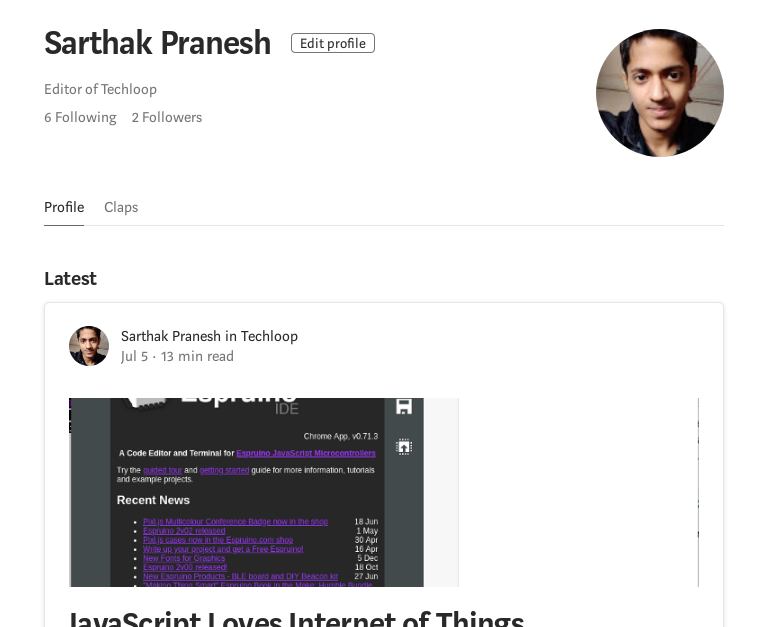 Sarthak Pranesh
Edit profile
Editor of Techloop
6 Following 2 Followers
Profile Claps
Latest
Sarthak Pranesh in Techloop
Jul 5 · 13 min read
Espruino
IDE
Chrome App, v0.71.3
A Code Editor and Terminal for Espruino JavaScript Microcontrollers
Try the guided tour and getting started guide for more information, tutorials
and example projects.
Recent News
Pixl.js Multicolour Conference Badge now in the shop 18 Jun
Espruino 2v02 released 1 May
Pixl.js cases now in the Espruino.com shop 30 Apr
Write up your project and get a Free Espruino! 16 Apr
New Fonts for Graphics 5 Dec
Espruino 2v00 released! 18 Oct
New Espruino Products - BLE board and DIY Beacon kit 27 Jun
"Making Thing Smart" Espruino Book in the Make: Humble Bundle
JavaScript Loves Internet of Things